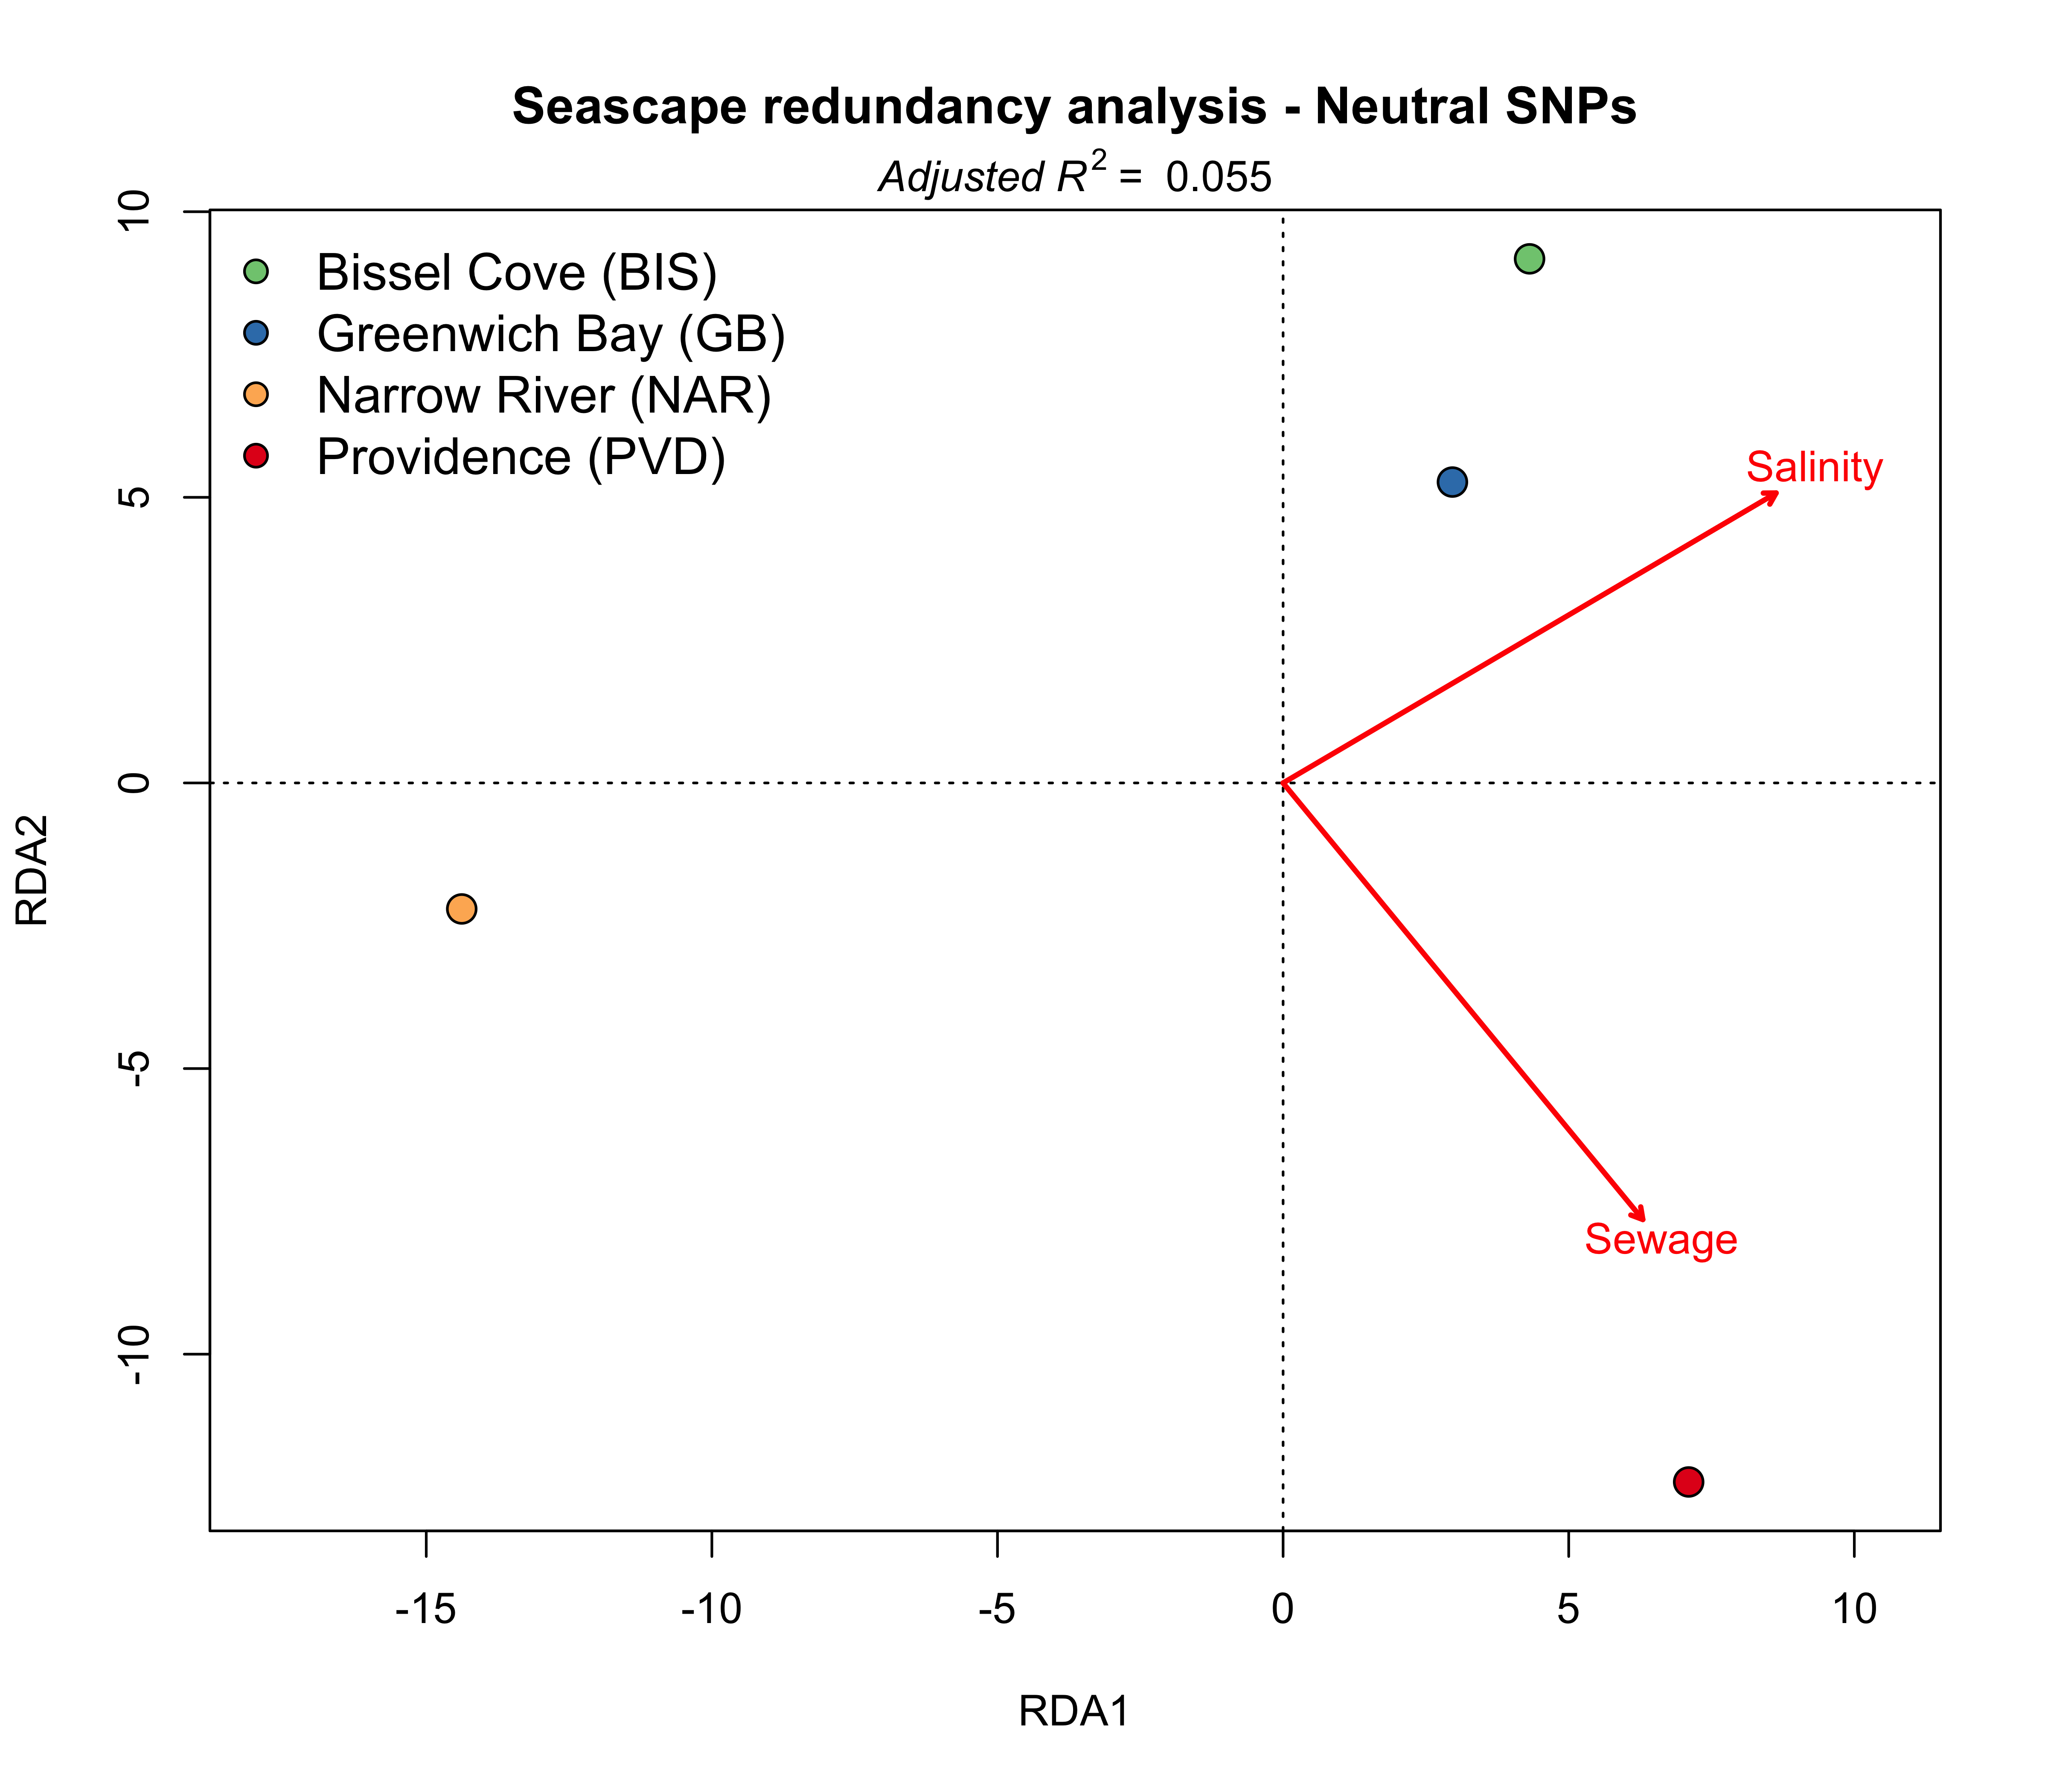 Seascape redundancy analysis - Neutral SNPs
Adjusted R2 = 0.055
Bissel Cove (BIS)
Greenwich Bay (GB)
Narrow River (NAR)
Providence (PVD)
Salinity
Sewage
10
5
0
-5
-10
RDA2
-15
-10
-5
0
5
10
RDA1